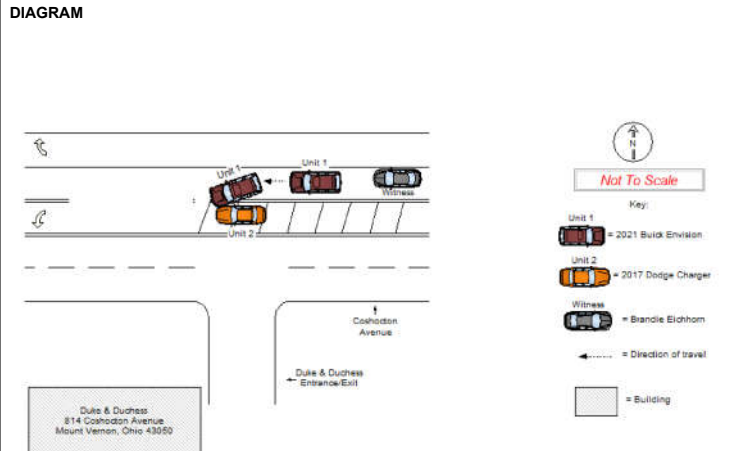 DIAGRAM
N
Not To Scale
Key:
Unit 1
= 2021 Buick Envision
Unit 2
= 2017 Dodge Charger
Witness
= Brandie Eichhorn
= Direction of travel
= Building
Unit 1
Unit 1
Witness
Unit 2
Coshocton
Avenue
Duke & Duchess
Entrance/Exit
Duke & Duchess
814 Coshocton Avenue
Mount Vernon, Ohio 43050